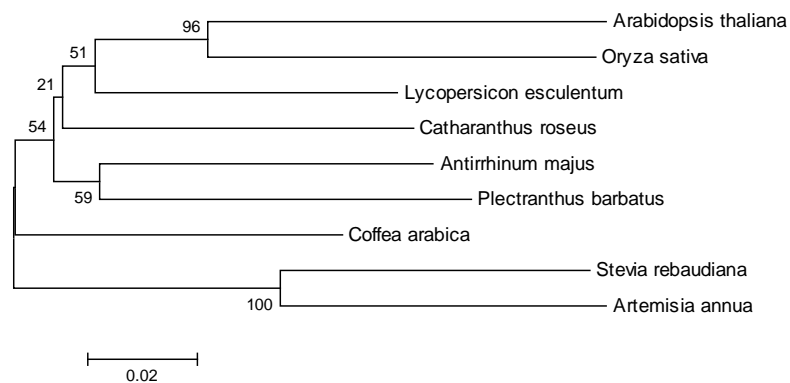 96
Arabidopsis thaliana
51
Oryza sativa
21
Lycopersicon esculentum
54
Catharanthus roseus
Antirrhinum majus
59
Plectranthus barbatus
Coffea arabica
Stevia rebaudiana
100
Artemisia annua
0.02